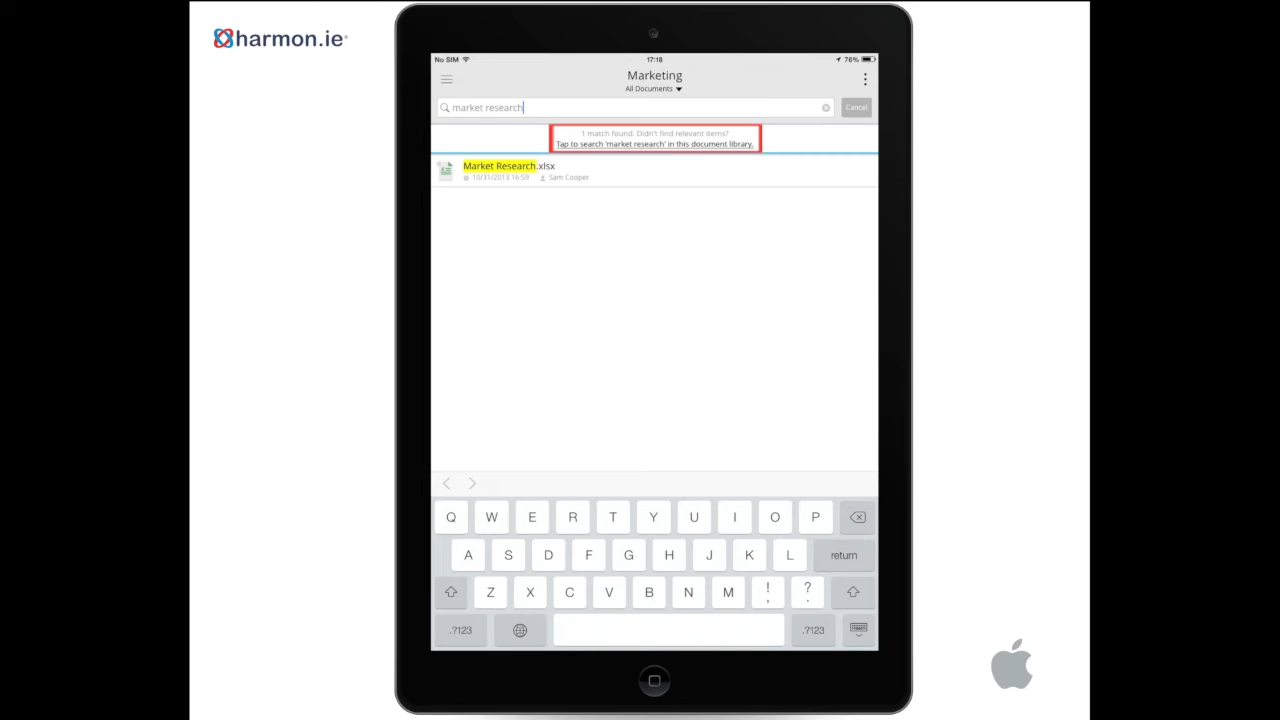 harmon.ie®
No SIM 17:18 76%
Marketing
All Documents
market research Cancel
1 match found. Didn't find relevant items?
Tap to search 'market research' in this document library.
Market Research.xlsx
10/31/2013 16:59 Sam Cooper
Q W E R T Y U I O P
A S D F G H J K L return
Z X C V B N M ! , ? .
.?123 .?123